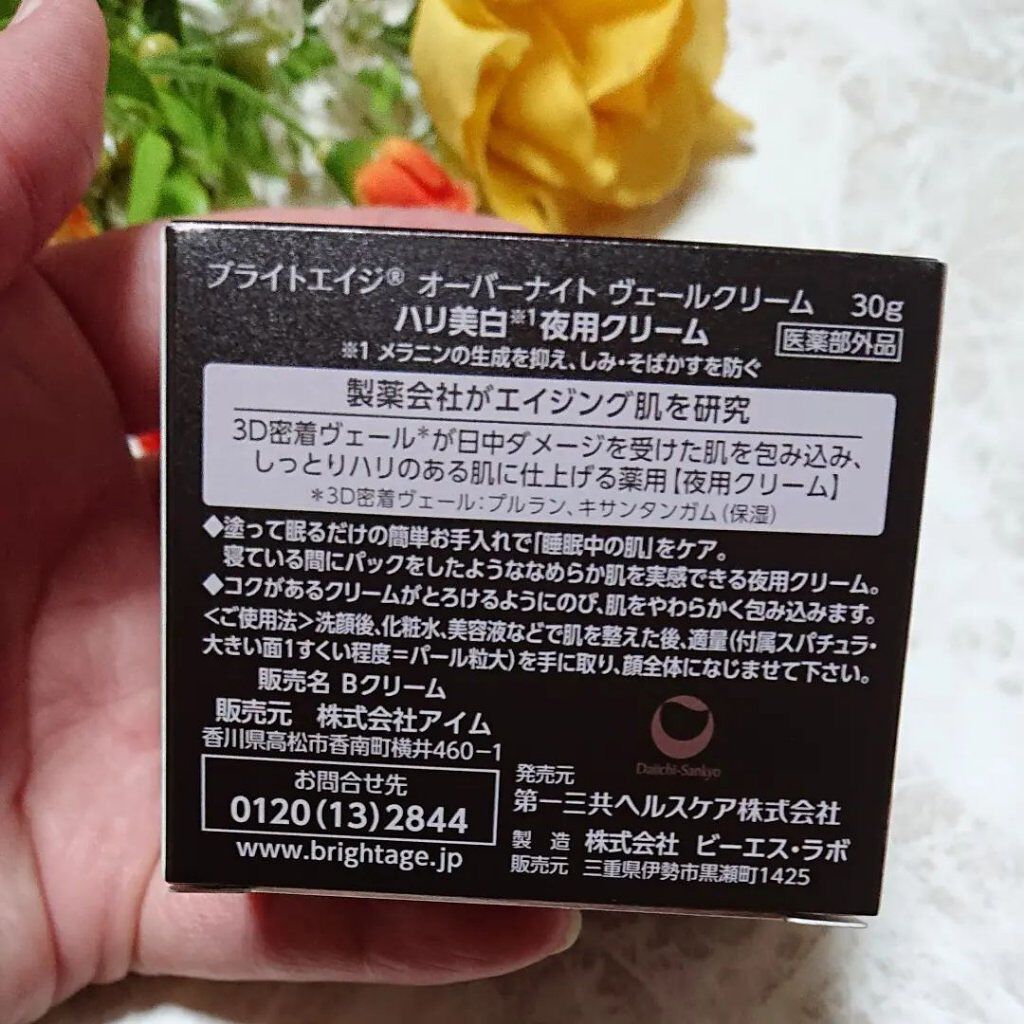 ブライトエイジ® オーバーナイト ヴェールクリーム 30g
ハリ美白※1夜用クリーム 医薬部外品
※1 メラニンの生成を抑え、しみ・そばかすを防ぐ
製薬会社がエイジング肌を研究
3D密着ヴェール*が日中ダメージを受けた肌を包み込み、
しっとりハリのある肌に仕上げる薬用【夜用クリーム】
*3D密着ヴェール:プルラン、キサンタンガム(保湿)
◆塗って眠るだけの簡単お手入れで「睡眠中の肌」をケア。
寝ている間にパックをしたようななめらか肌を実感できる夜用クリーム。
◆コクがあるクリームがとろけるようにのび、肌をやわらかく包み込みます。
<ご使用法>洗顔後、化粧水、美容液などで肌を整えた後、適量(付属スパチュラ・
大きい面1すくい程度=パール粒大)を手に取り、顔全体になじませて下さい。
販売名 Bクリーム
販売元 株式会社アイム
香川県高松市香南町横井460-1
お問合せ先
0120(13)2844
www.brightage.jp
Daiichi-Sankyo
発売元
第一三共ヘルスケア株式会社
製造 株式会社 ビーエス・ラボ
販売元 三重県伊勢市黒瀬町1425